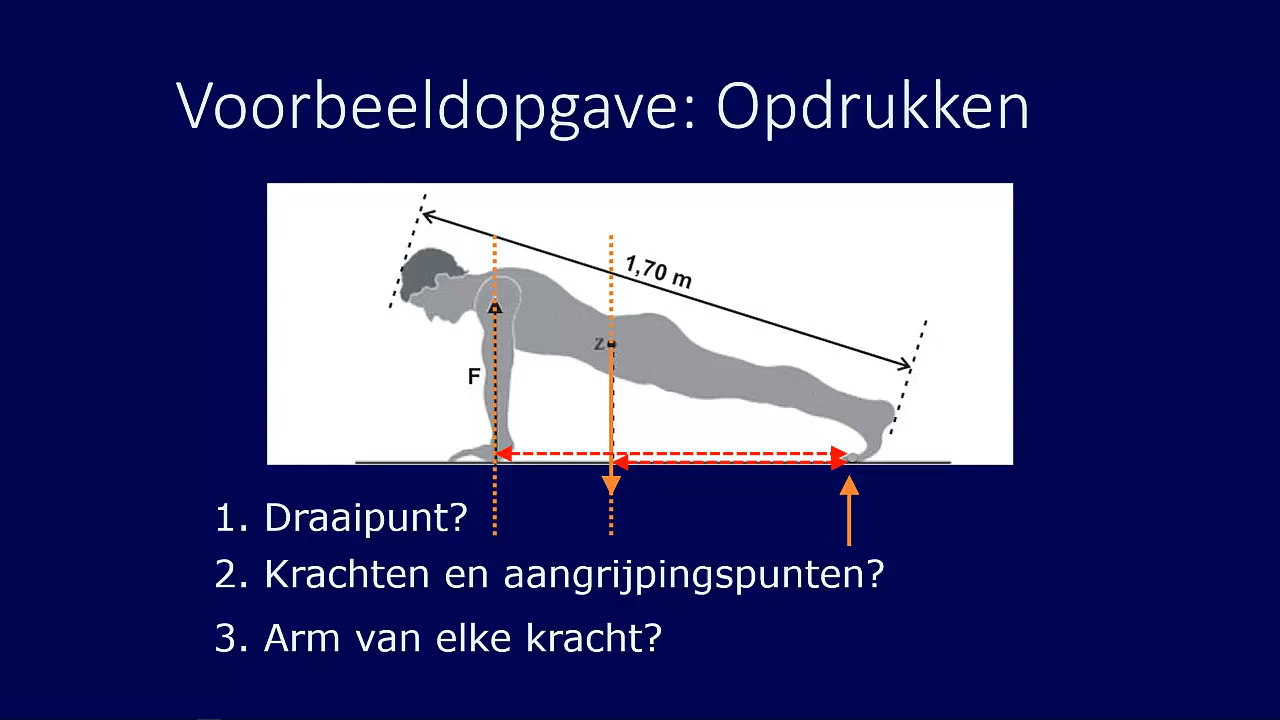 Voorbeeldopgave: Opdrukken
1,70 m
Z
F
1. Draaipunt?
2. Krachten en aangrijpingspunten?
3. Arm van elke kracht?